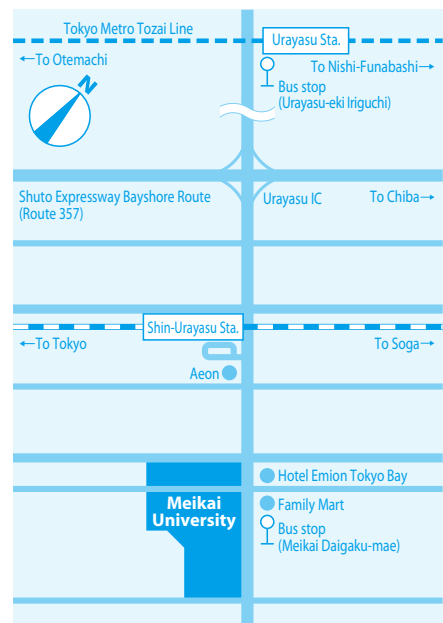 Tokyo Metro Tozai Line
Urayasu Sta.
←To Otemachi
To Nishi-Funabashi→
N
Bus stop
(Urayasu-eki Iriguchi)
Shuto Expressway Bayshore Route
(Route 357)
Urayasu IC
To Chiba→
Shin-Urayasu Sta.
←To Tokyo
To Soga→
Aeon
Hotel Emion Tokyo Bay
Meikai
University
Family Mart
Bus stop
(Meikai Daigaku-mae)